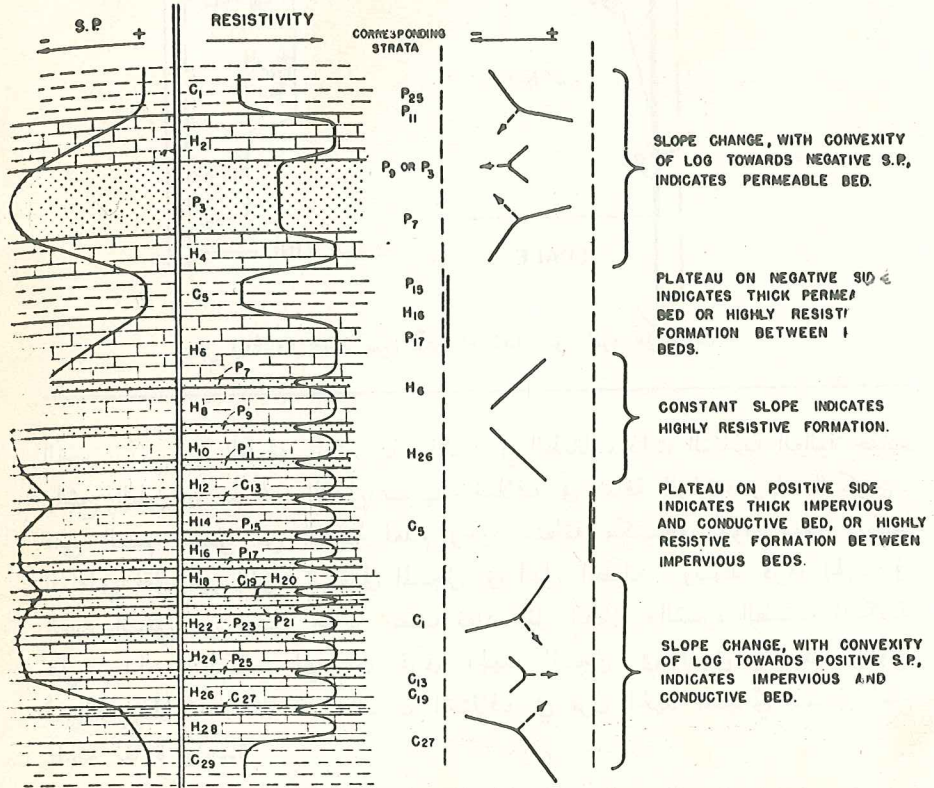 S.P.
- +
RESISTIVITY
CORRESPONDING
STRATA
= +
C1
H2
P3
H4
C5
H6
P7
H8
P9
H10
P11
H12 C13
H14 P15
H16 P17
H18 C19 H20
H22 P23 P21
H24 P25
H26 C27
H28
C29
P25
P11
P9 OR P3
P7
P15
H16
P17
H6
H26
C5
C1
C13
C19
C27
SLOPE CHANGE, WITH CONVEXITY
OF LOG TOWARDS NEGATIVE S.P.,
INDICATES PERMEABLE BED.
PLATEAU ON NEGATIVE SIDE
INDICATES THICK
BED OR HIGHLY
FORMATION BETWEEN
BEDS.
CONSTANT SLOPE INDICATES
HIGHLY RESISTIVE FORMATION.
PLATEAU ON POSITIVE SIDE
INDICATES THICK IMPERVIOUS
AND CONDUCTIVE BED, OR HIGHLY
RESISTIVE FORMATION BETWEEN
IMPERVIOUS BEDS.
SLOPE CHANGE, WITH CONVEXITY
OF LOG TOWARDS POSITIVE S.P.,
INDICATES IMPERVIOUS AND
CONDUCTIVE BED.